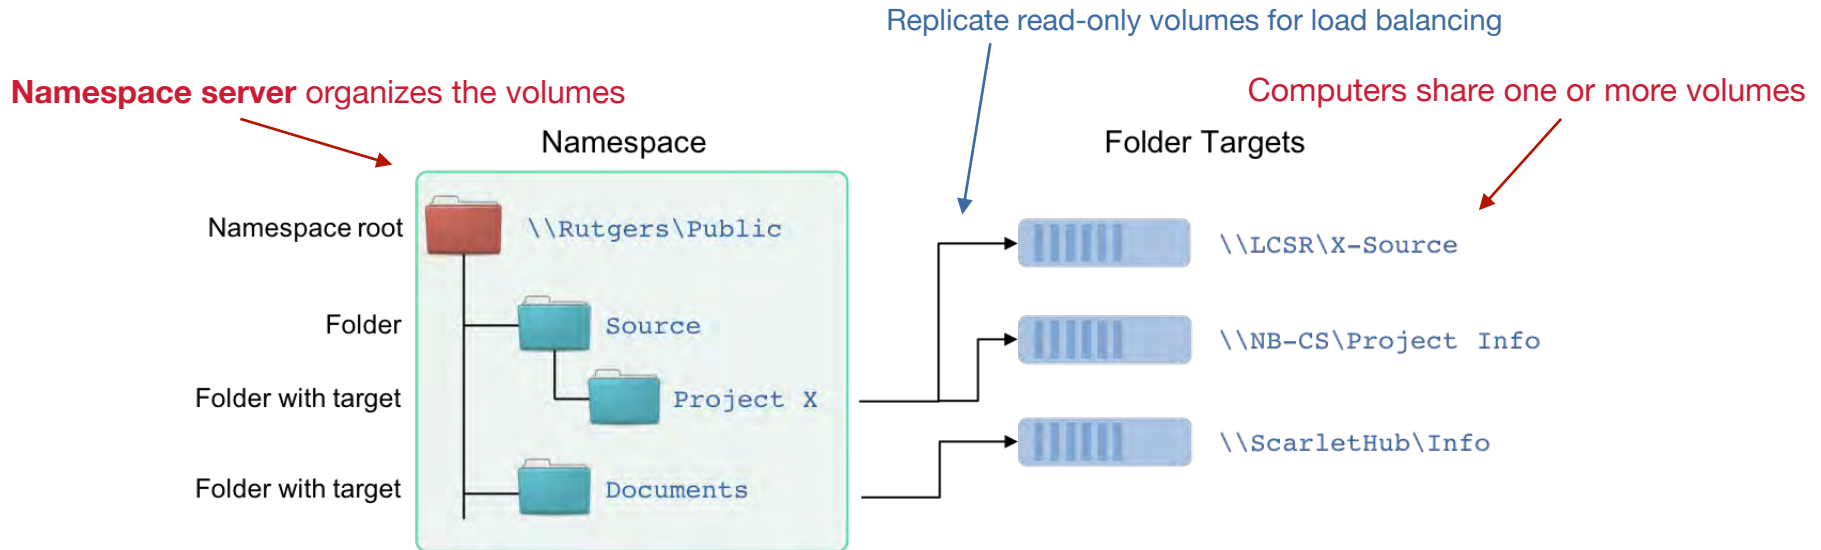 Replicate read-only volumes for load balancing
Namespace server organizes the volumes
Computers share one or more volumes
Namespace
Folder Targets
Namespace root
\\Rutgers\Public
\\LCSR\X-Source
Folder
Source
\\NB-CS\Project Info
Folder with target
Project X
\\ScarletHub\Info
Folder with target
Documents